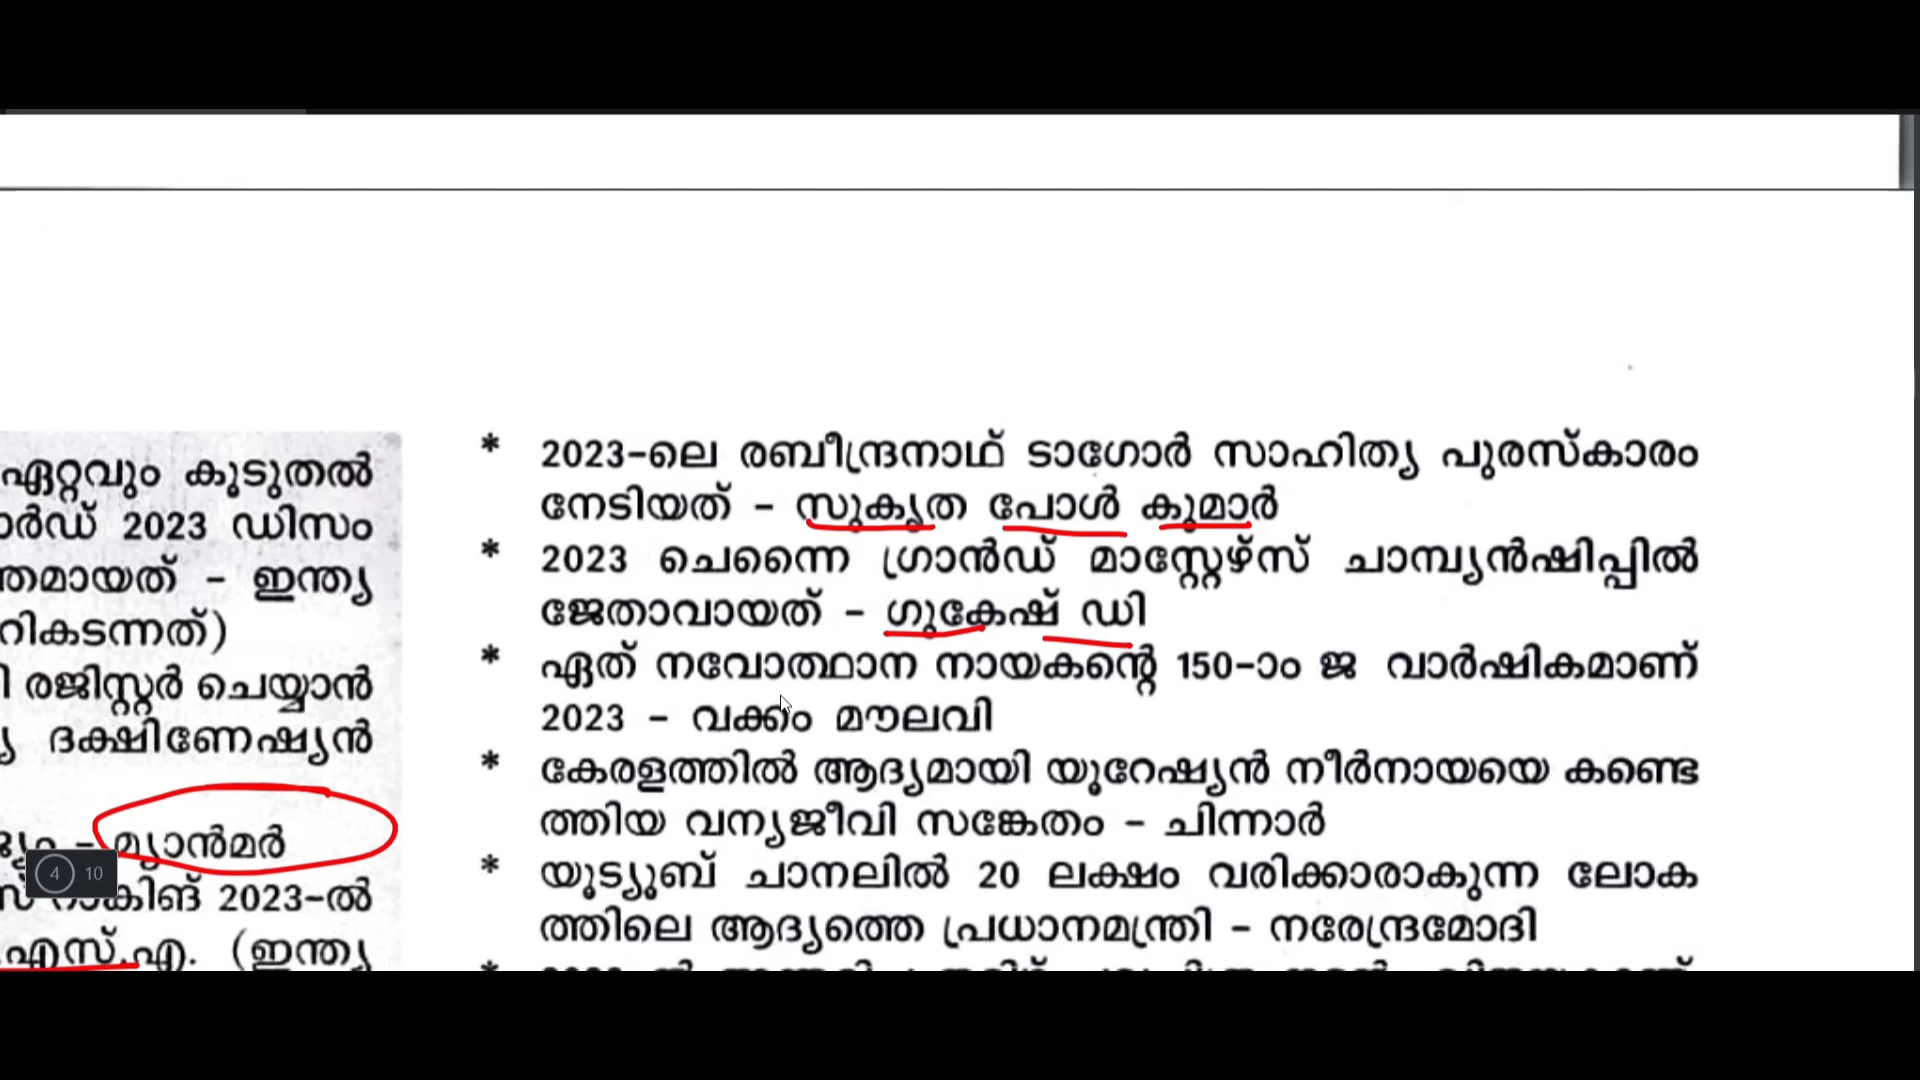 ഏറ്റവും കൂടുതൽ
ഡ് 2023 ഡിസം
തമായത് - ഇന്ത്യ
റികടന്നത്)
രജിസ്റ്റർ ചെയ്യാൻ
ദക്ഷിണേഷ്യൻ
- മ്യാൻമർ
റാങ്കിങ് 2023-ൽ
എസ്.എ. (ഇന്ത്യ
4 10
* 2023-ലെ രബീന്ദ്രനാഥ് ടാഗോർ സാഹിത്യ പുരസ്കാരം
നേടിയത് - സുകൃത പോൾ കുമാർ
* 2023 ചെന്നൈ ഗ്രാൻഡ് മാസ്റ്റേഴ്സ് ചാമ്പ്യൻഷിപ്പിൽ
ജേതാവായത് - ഗുകേഷ് ഡി
* ഏത് നവോത്ഥാന നായകന്റെ 150-ാം ജ വാർഷികമാണ്
2023 - വക്കം മൗലവി
* കേരളത്തിൽ ആദ്യമായി യൂറേഷ്യൻ നീർനായയെ കണ്ടെ
ത്തിയ വന്യജീവി സങ്കേതം - ചിന്നാർ
* യൂട്യൂബ് ചാനലിൽ 20 ലക്ഷം വരിക്കാരാകുന്ന ലോക
ത്തിലെ ആദ്യത്തെ പ്രധാനമന്ത്രി - നരേന്ദ്രമോദി